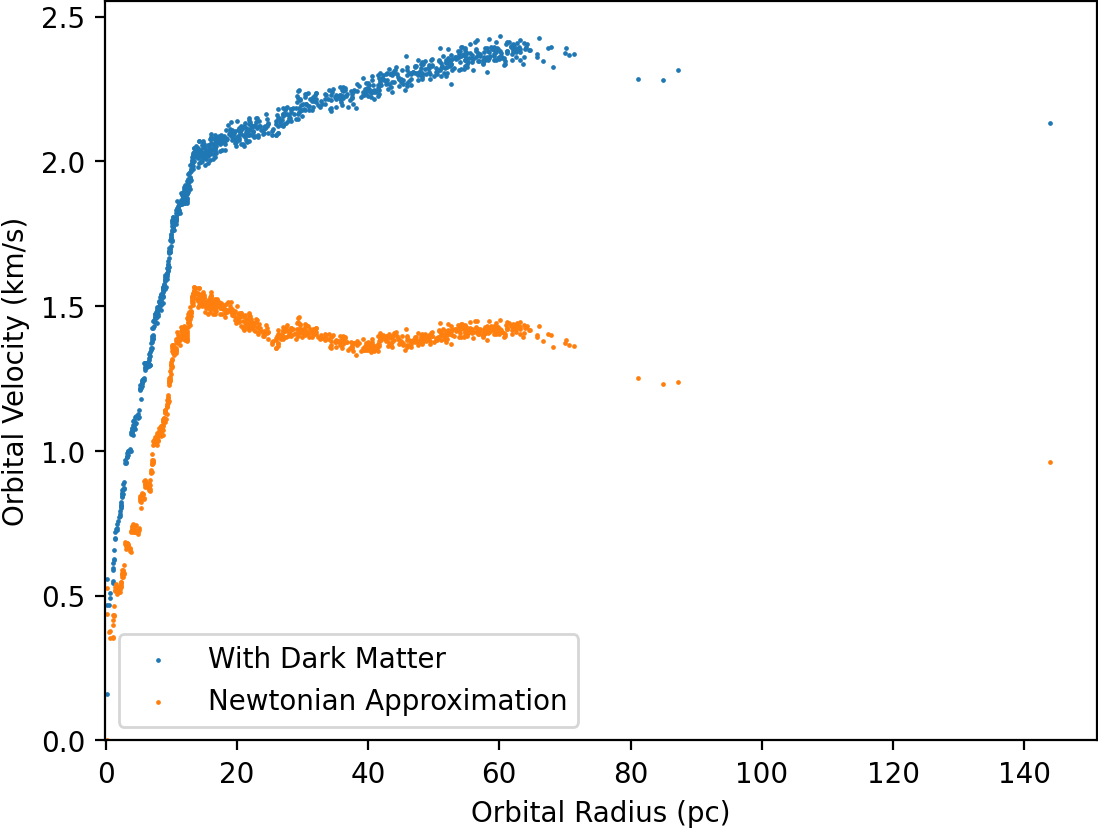 2.5
2.0
1.5
1.0
0.5
0.0
Orbital Velocity (km/s)
With Dark Matter
Newtonian Approximation
0 20 40 60 80 100 120 140
Orbital Radius (pc)